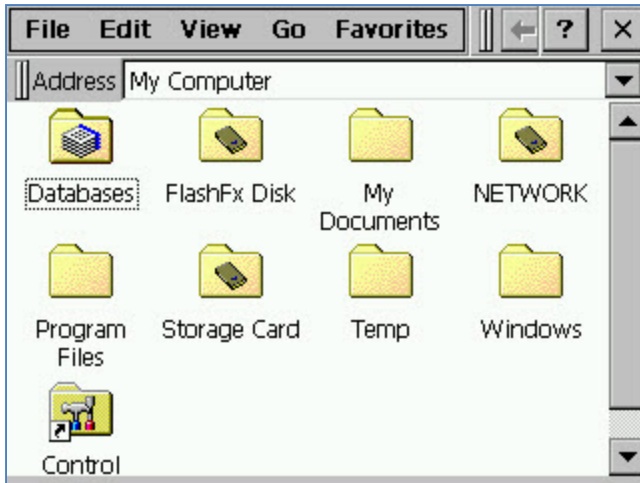 File Edit View Go Favorites ?
Address My Computer
Databases FlashFx Disk My Documents NETWORK
Program Files Storage Card Temp Windows
Control